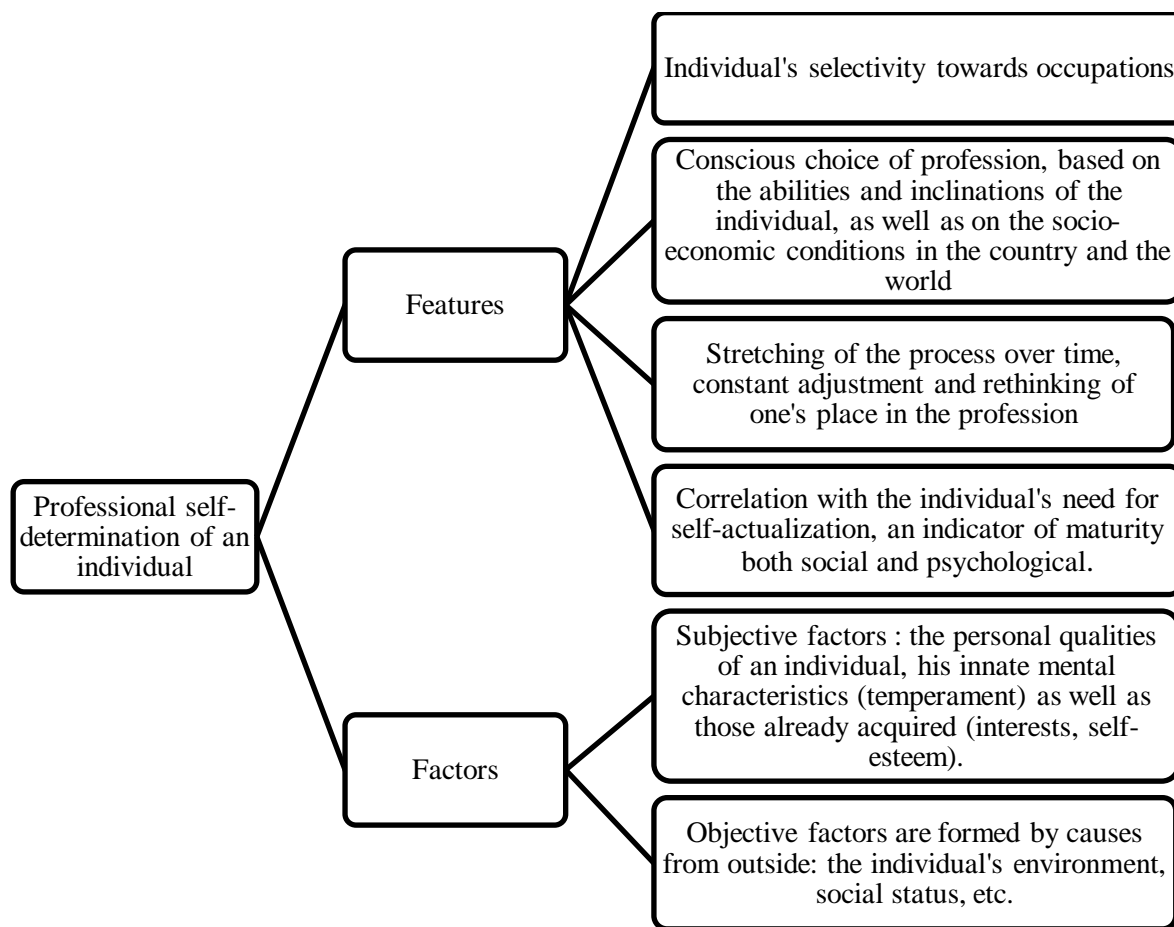 Professional self-
determination of an
individual
Features
Individual's selectivity towards occupations
Conscious choice of profession, based on
the abilities and inclinations of the
individual, as well as on the socio-
economic conditions in the country and the
world
Stretching of the process over time,
constant adjustment and rethinking of
one's place in the profession
Correlation with the individual's need for
self-actualization, an indicator of maturity
both social and psychological.
Factors
Subjective factors : the personal qualities
of an individual, his innate mental
characteristics (temperament) as well as
those already acquired (interests, self-
esteem).
Objective factors are formed by causes
from outside: the individual's environment,
social status, etc.